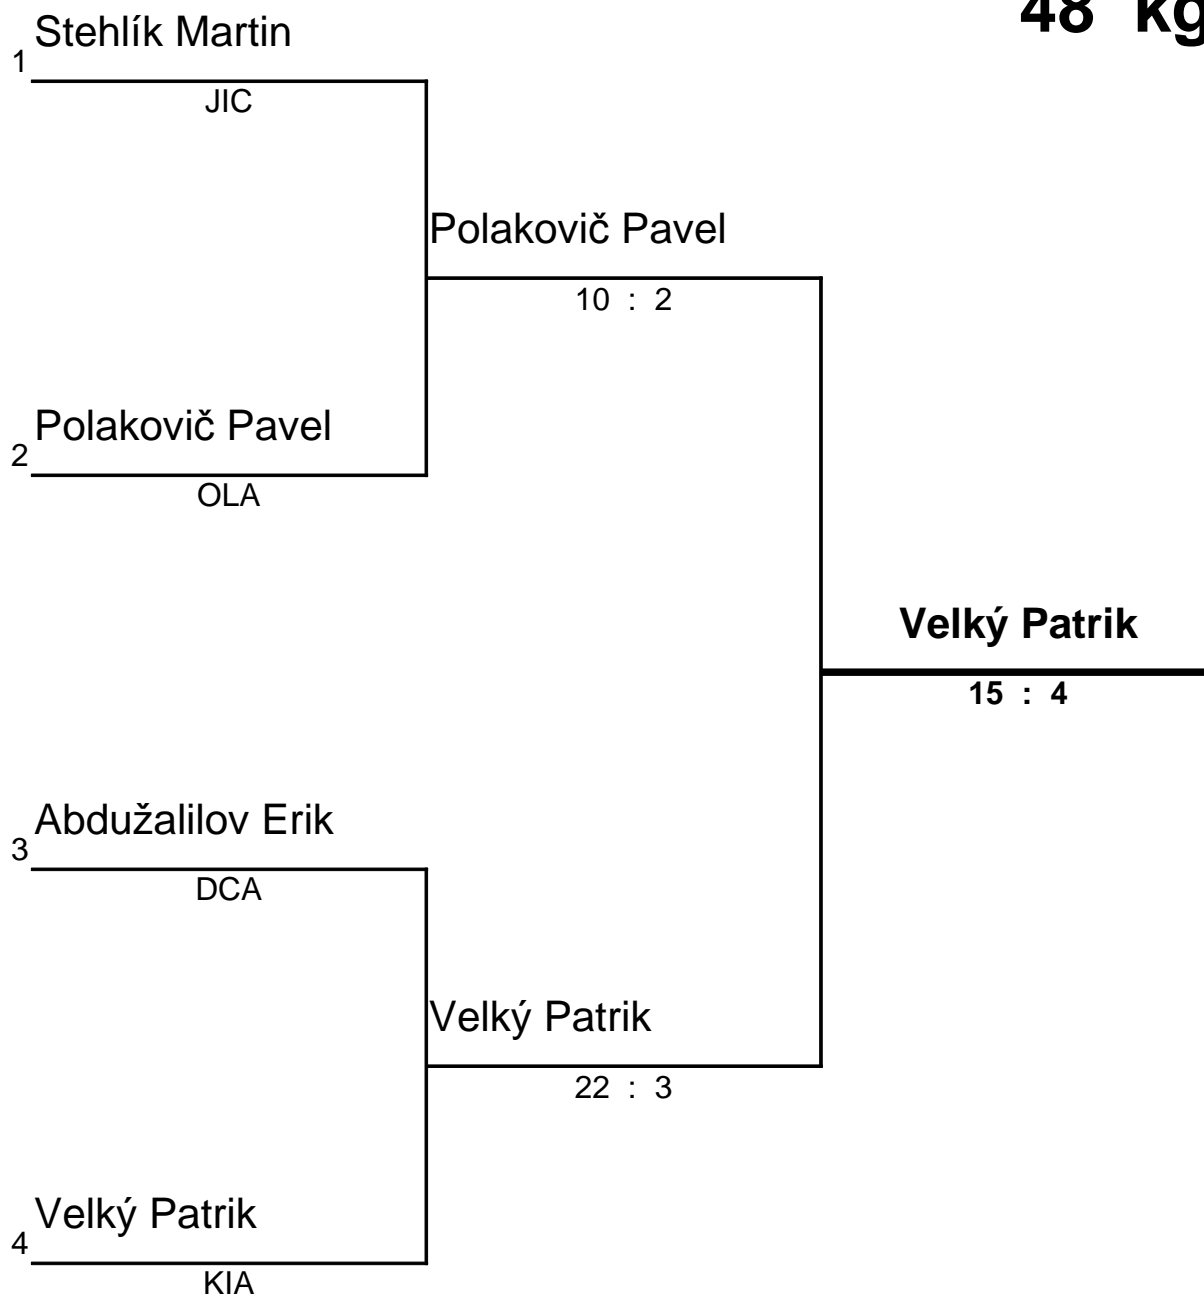 48 kg
Stehlík Martin
1
JIC
Polakovič Pavel
10 : 2
Polakovič Pavel
2
OLA
Velký Patrik
15 : 4
Abdužalilov Erik
3
DCA
Velký Patrik
22 : 3
Velký Patrik
4
KIA